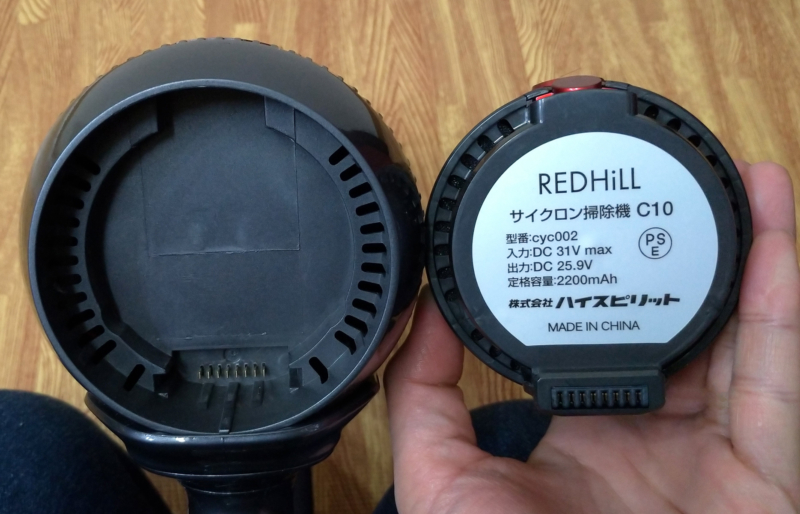 REDHiLL
サイクロン掃除機 C10
型番:cyc002
入力:DC 31V max
出力:DC 25.9V
定格容量:2200mAh
PS
E
株式会社 ハイスピリット
MADE IN CHINA